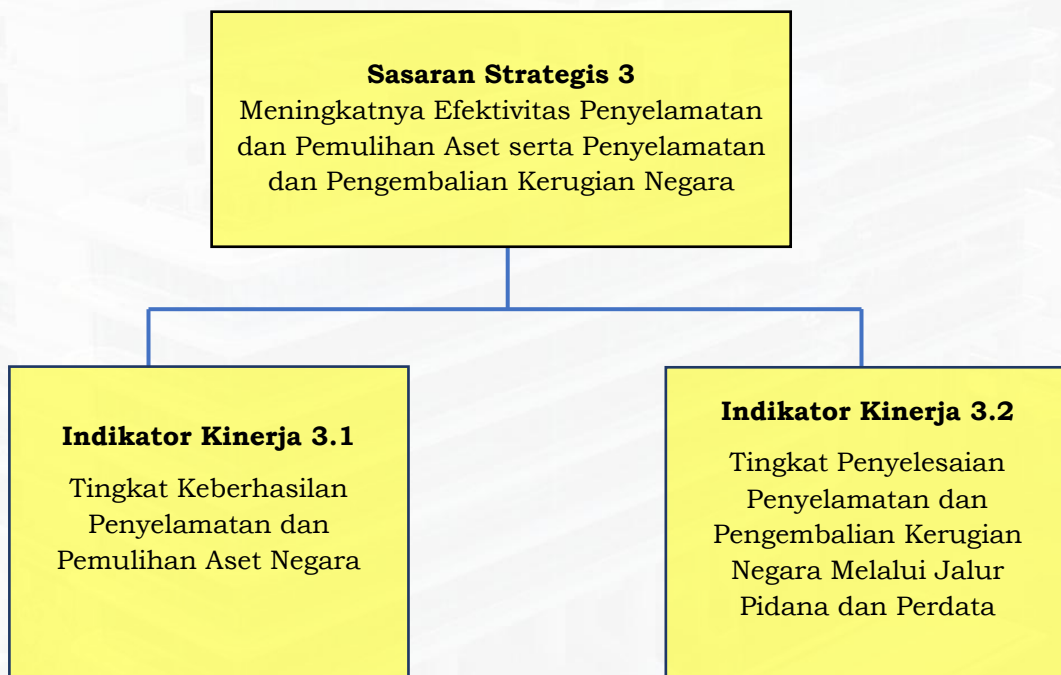 Sasaran Strategis 3
Meningkatnya Efektivitas Penyelamatan
dan Pemulihan Aset serta Penyelamatan
dan Pengembalian Kerugian Negara
Indikator Kinerja 3.1
Tingkat Keberhasilan
Penyelamatan dan
Pemulihan Aset Negara
Indikator Kinerja 3.2
Tingkat Penyelesaian
Penyelamatan dan
Pengembalian Kerugian
Negara Melalui Jalur
Pidana dan Perdata